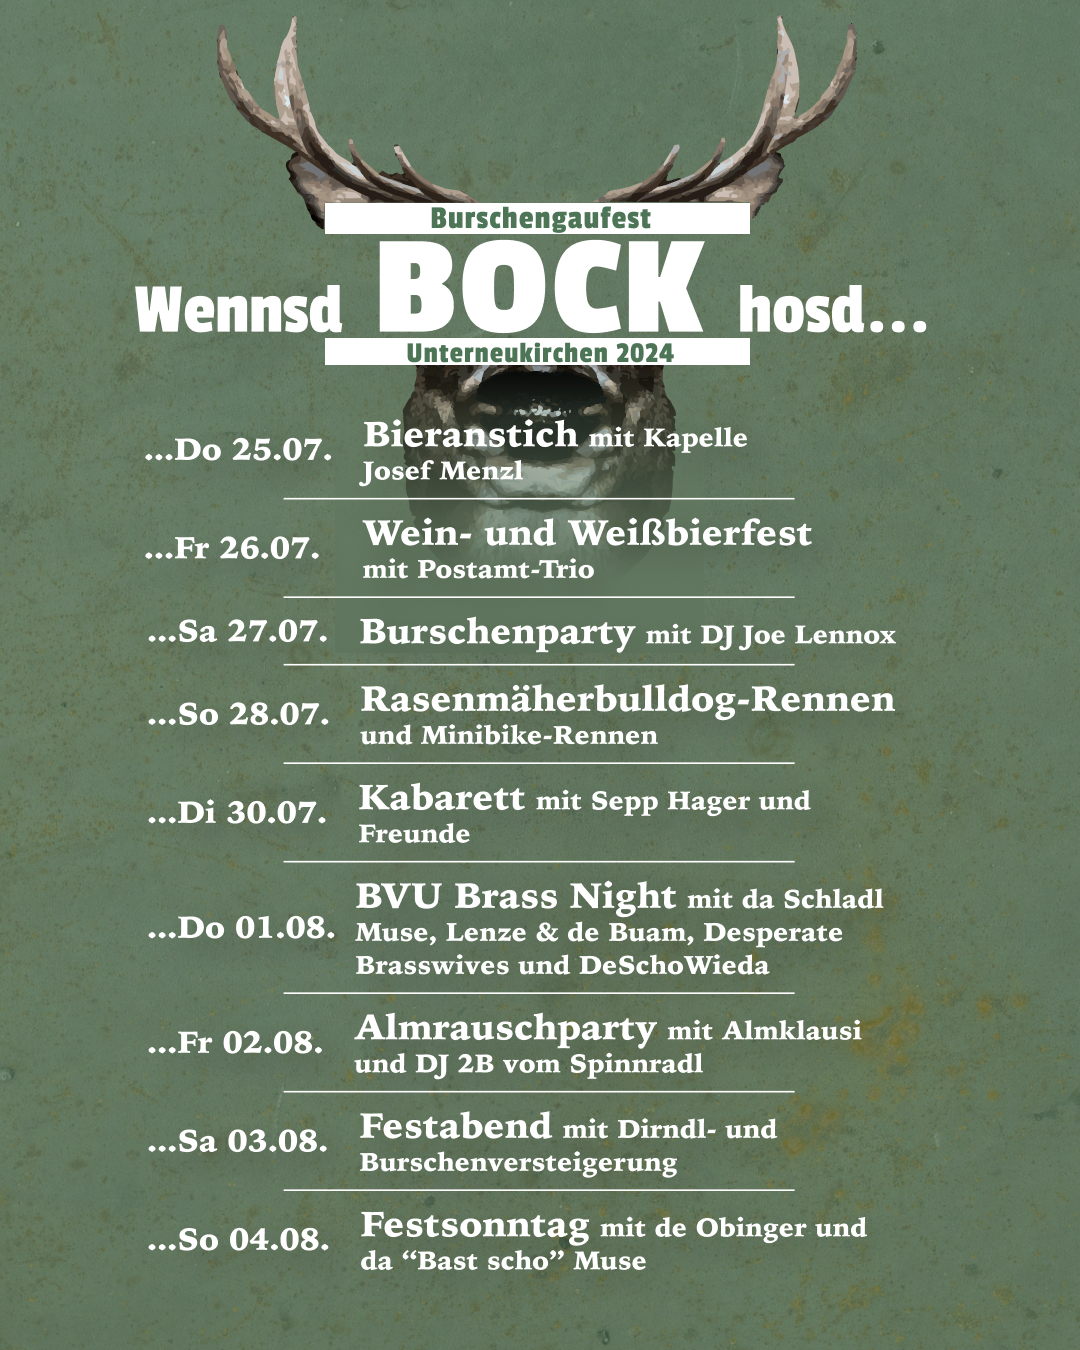 Burschengaufest
Wennsd BOCK hosd...
Unterneukirchen 2024
...Do 25.07.
Bieranstich mit Kapelle
Josef Menzl
...Fr 26.07.
Wein- und Weißbierfest
mit Postamt-Trio
...Sa 27.07.
Burschenparty mit DJ Joe Lennox
...So 28.07.
Rasenmäherbulldog-Rennen
und Minibike-Rennen
...Di 30.07.
Kabarett mit Sepp Hager und
Freunde
...Do 01.08.
BVU Brass Night mit da Schladl
Muse, Lenze & de Buam, Desperate
Brasswives und DeSchoWieda
...Fr 02.08.
Almrauschparty mit Almklausi
und DJ 2B vom Spinnradl
...Sa 03.08.
Festabend mit Dirndl- und
Burschenversteigerung
...So 04.08.
Festsonntag mit de Obinger und
da “Bast scho” Muse